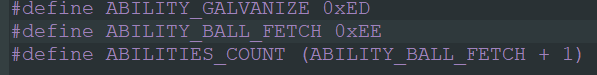 #define ABILITY_GALVANIZE 0xED
#define ABILITY_BALL_FETCH 0xEE
#define ABILITIES_COUNT (ABILITY_BALL_FETCH + 1)